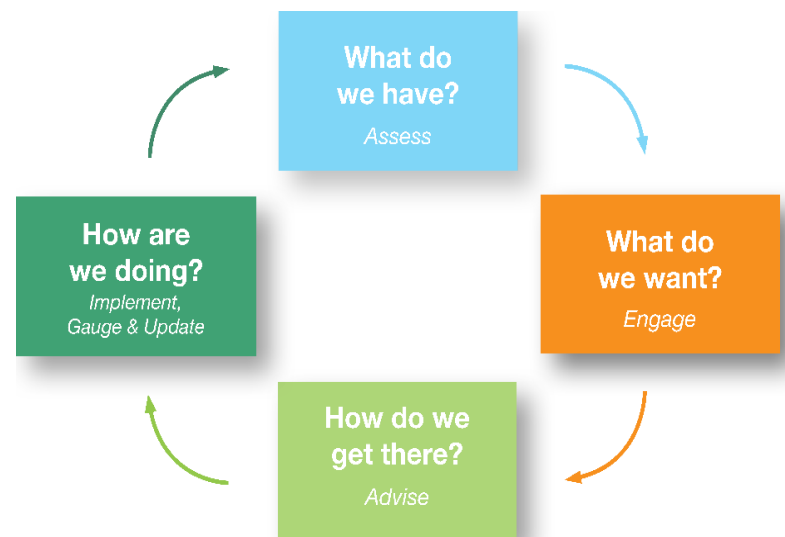 What do
we have?
Assess
What do
we want?
Engage
How do we
get there?
Advise
How are
we doing?
Implement,
Gauge & Update